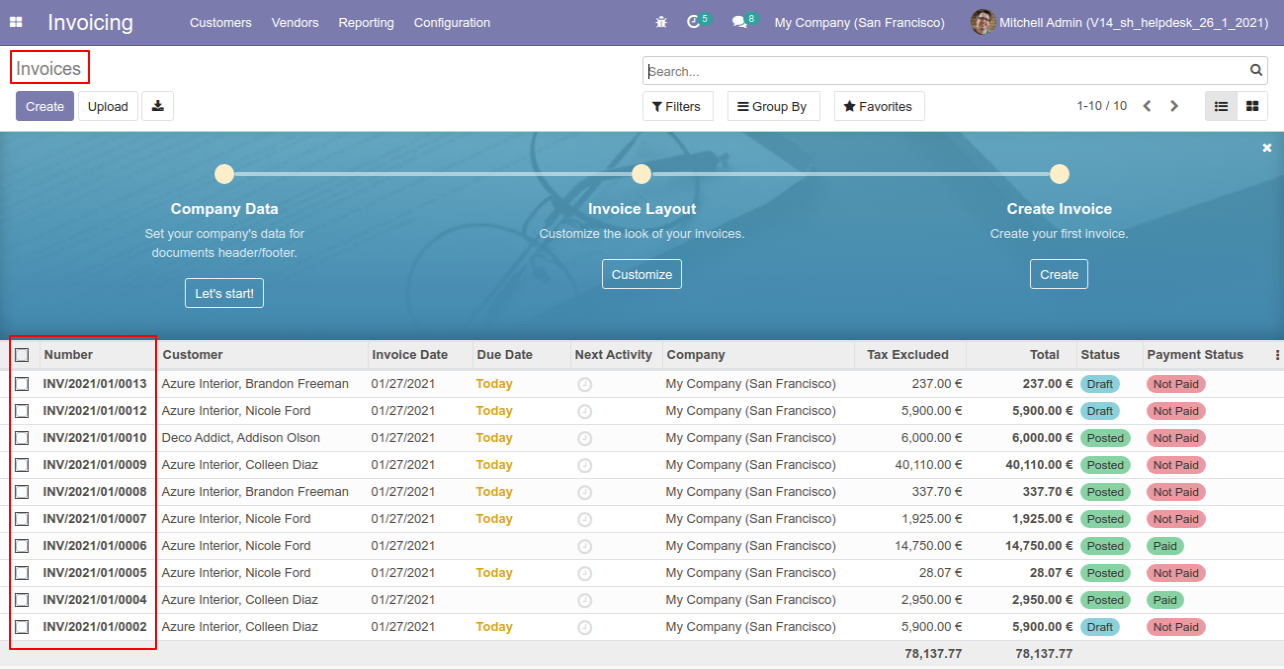 Invoicing Customers Vendors Reporting Configuration 5 8 My Company (San Francisco) Mitchell Admin (V14_sh_helpdesk_26_1_2021)
Invoices
Search...
Create Upload Filters Group By Favorites 1-10 / 10
Company Data Invoice Layout Create Invoice
Set your company's data for Customize the look of your invoices. Create your first invoice.
documents header/footer.
Customize Create
Let's start!
Number Customer Invoice Date Due Date Next Activity Company Tax Excluded Total Status Payment Status
INV/2021/01/0013 Azure Interior, Brandon Freeman 01/27/2021 Today My Company (San Francisco) 237.00 € 237.00 € Draft Not Paid
INV/2021/01/0012 Azure Interior, Nicole Ford 01/27/2021 Today My Company (San Francisco) 5,900.00 € 5,900.00 € Draft Not Paid
INV/2021/01/0010 Deco Addict, Addison Olson 01/27/2021 Today My Company (San Francisco) 6,000.00 € 6,000.00 € Posted Not Paid
INV/2021/01/0009 Azure Interior, Colleen Diaz 01/27/2021 Today My Company (San Francisco) 40,110.00 € 40,110.00 € Posted Not Paid
INV/2021/01/0008 Azure Interior, Brandon Freeman 01/27/2021 Today My Company (San Francisco) 337.70 € 337.70 € Posted Not Paid
INV/2021/01/0007 Azure Interior, Nicole Ford 01/27/2021 Today My Company (San Francisco) 1,925.00 € 1,925.00 € Posted Not Paid
INV/2021/01/0006 Azure Interior, Nicole Ford 01/27/2021 My Company (San Francisco) 14,750.00 € 14,750.00 € Posted Paid
INV/2021/01/0005 Azure Interior, Nicole Ford 01/27/2021 Today My Company (San Francisco) 28.07 € 28.07 € Posted Not Paid
INV/2021/01/0004 Azure Interior, Colleen Diaz 01/27/2021 My Company (San Francisco) 2,950.00 € 2,950.00 € Posted Paid
INV/2021/01/0002 Azure Interior, Colleen Diaz 01/27/2021 Today My Company (San Francisco) 5,900.00 € 5,900.00 € Draft Not Paid
78,137.77 78,137.77